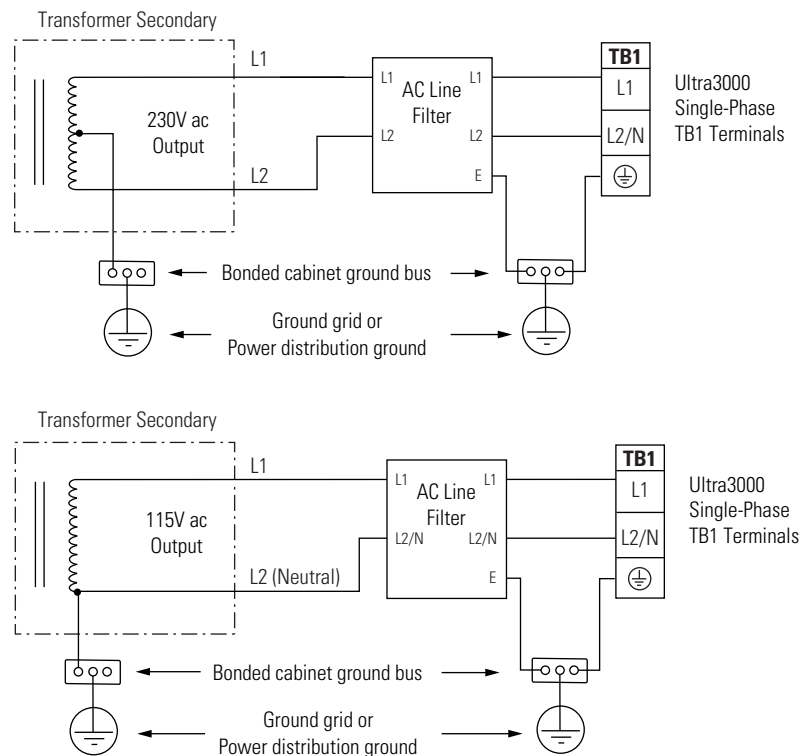 Transformer Secondary
L1
230V ac
Output
L2
L1
L1
AC Line
Filter
L2
L2
E
TB1
L1
L2/N
Ultra3000
Single-Phase
TB1 Terminals
Bonded cabinet ground bus
Ground grid or
Power distribution ground
Transformer Secondary
L1
115V ac
Output
L2 (Neutral)
L1
L1
AC Line
Filter
L2/N
L2/N
E
TB1
L1
L2/N
Ultra3000
Single-Phase
TB1 Terminals
Bonded cabinet ground bus
Ground grid or
Power distribution ground